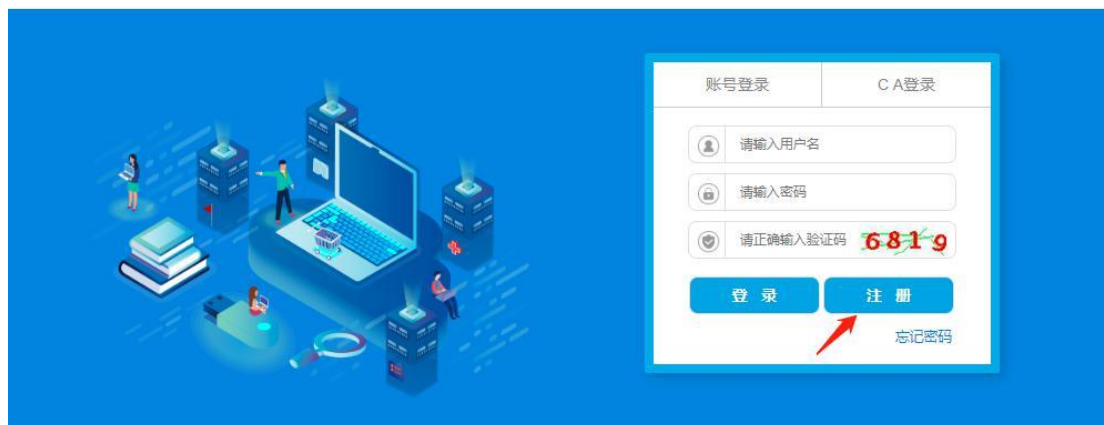 账号登录
CA登录
请输入用户名
请输入密码
请正确输入验证码 6819
登 录
注 册
忘记密码